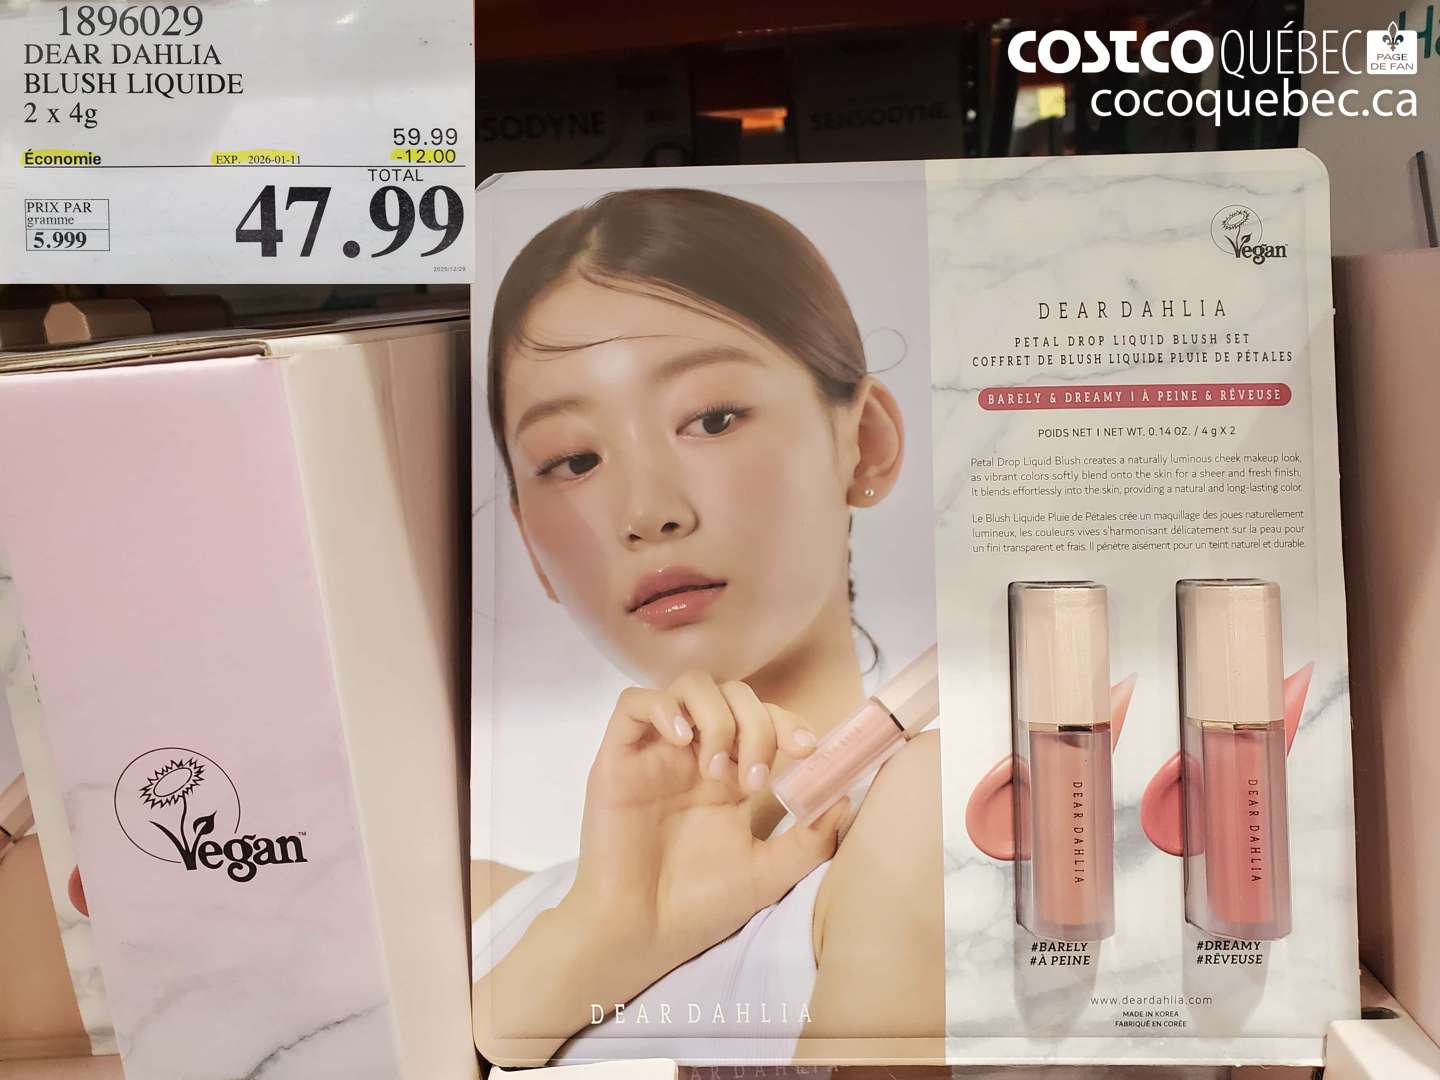 1896029
DEAR DAHLIA
BLUSH LIQUIDE
2 x 4g
59.99
Économie EXP. 2026-01-11 -12.00
TOTAL
47.99
PRIX PAR
gramme
5.999
2025/12/29
COSTCO QUÉBEC PAGE DE FAN
cocoquebec.ca
SENSODYNE
Vegan
DEAR DAHLIA
PETAL DROP LIQUID BLUSH SET
COFFRET DE BLUSH LIQUIDE PLUIE DE PÉTALES
BARELY & DREAMY I À PEINE & RÊVEUSE
POIDS NET I NET WT. 0.14 OZ. / 4 g X 2
Petal Drop Liquid Blush creates a naturally luminous cheek makeup look,
as vibrant colors softly blend onto the skin for a sheer and fresh finish.
It blends effortlessly into the skin, providing a natural and long-lasting color.
Le Blush Liquide Pluie de Pétales crée un maquillage des joues naturellement
lumineux, les couleurs vives s'harmonisant délicatement sur la peau pour
un fini transparent et frais. Il pénètre aisément pour un teint naturel et durable.
DEAR DAHLIA
DEAR DAHLIA
#BARELY
#À PEINE
#DREAMY
#RÊVEUSE
www.deardahlia.com
MADE IN KOREA
FABRIQUÉ EN CORÉE
DEAR DAHLIA
Vegan™